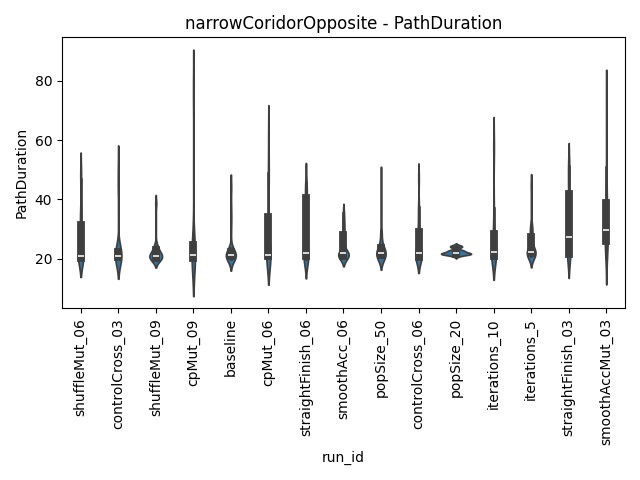 narrowCoridorOpposite - PathDuration
PathDuration
80
60
40
20
shuffleMut_06
controlCross_03
shuffleMut_09
cpMut_09
baseline
cpMut_06
straightFinish_06
smoothAcc_06
popSize_50
controlCross_06
popSize_20
iterations_10
iterations_5
straightFinish_03
smoothAccMut_03
run_id